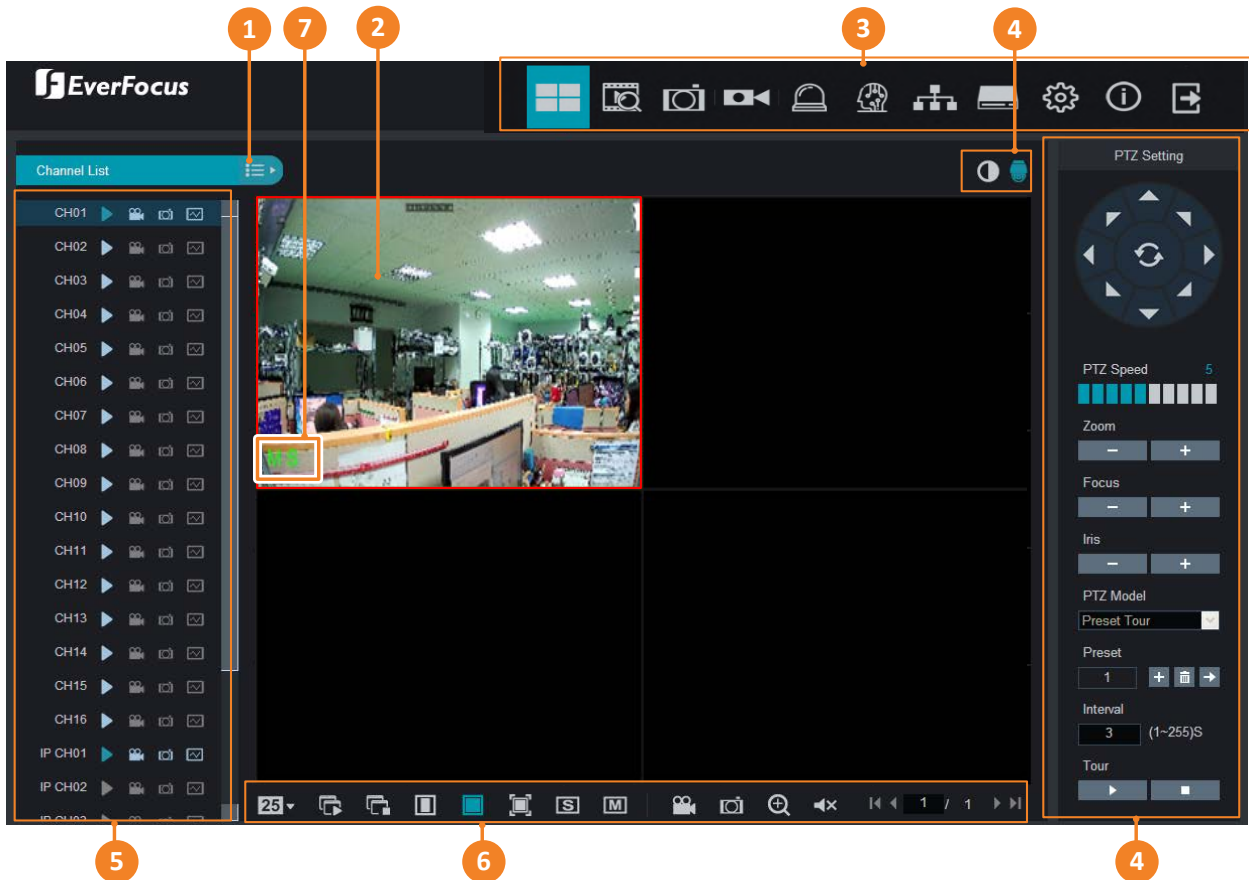 1
7
2
3
4
EverFocus
Channel List
PTZ Setting
CH01
CH02
CH03
CH04
CH05
CH06
CH07
CH08
CH09
CH10
CH11
CH12
CH13
CH14
CH15
CH16
IP CH01
IP CH02
PTZ Speed 5
Zoom
− +
Focus
− +
Iris
− +
PTZ Model
Preset Tour
Preset
1 +
Interval
3 (1~255)S
Tour
25 S M 1 / 1
5
6
4